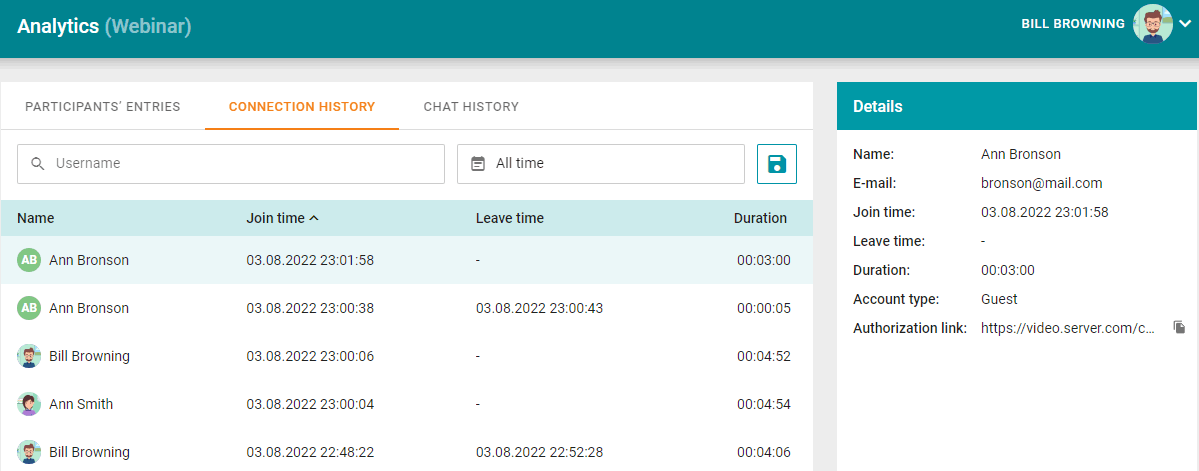 Analytics (Webinar)
BILL BROWNING
PARTICIPANTS' ENTRIES CONNECTION HISTORY CHAT HISTORY
Username All time
Name Join time Leave time Duration
AB Ann Bronson 03.08.2022 23:01:58 - 00:03:00
AB Ann Bronson 03.08.2022 23:00:38 03.08.2022 23:00:43 00:00:05
Bill Browning 03.08.2022 23:00:06 - 00:04:52
Ann Smith 03.08.2022 23:00:04 - 00:04:54
Bill Browning 03.08.2022 22:48:22 03.08.2022 22:52:28 00:04:06
Details
Name: Ann Bronson
E-mail: bronson@mail.com
Join time: 03.08.2022 23:01:58
Leave time: -
Duration: 00:03:00
Account type: Guest
Authorization link: https://video.server.com/c...